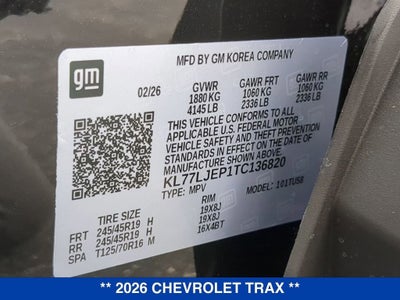 gm
MFD BY GM KOREA COMPANY
02/26 GVWR GAWR FRT GAWR RR
1880 KG 1060 KG 1060 KG
4145 LB 2336 LB 2336 LB
THIS VEHICLE CONFORMS TO ALL
APPLICABLE U.S. FEDERAL MOTOR
VEHICLE SAFETY, BUMPER, AND
THEFT PREVENTION STANDARDS IN
EFFECT ON THE DATE OF
MANUFACTURE SHOWN ABOVE.
KL77LJEP1TC136820
TYPE: MPV MODEL: 1OTU58
TIRE SIZE RIM
FRT 245/45R19 H 19X8J
RR 245/45R19 H 19X8J
SPA T125/70R16 M 16X4BT
** 2026 CHEVROLET TRAX **